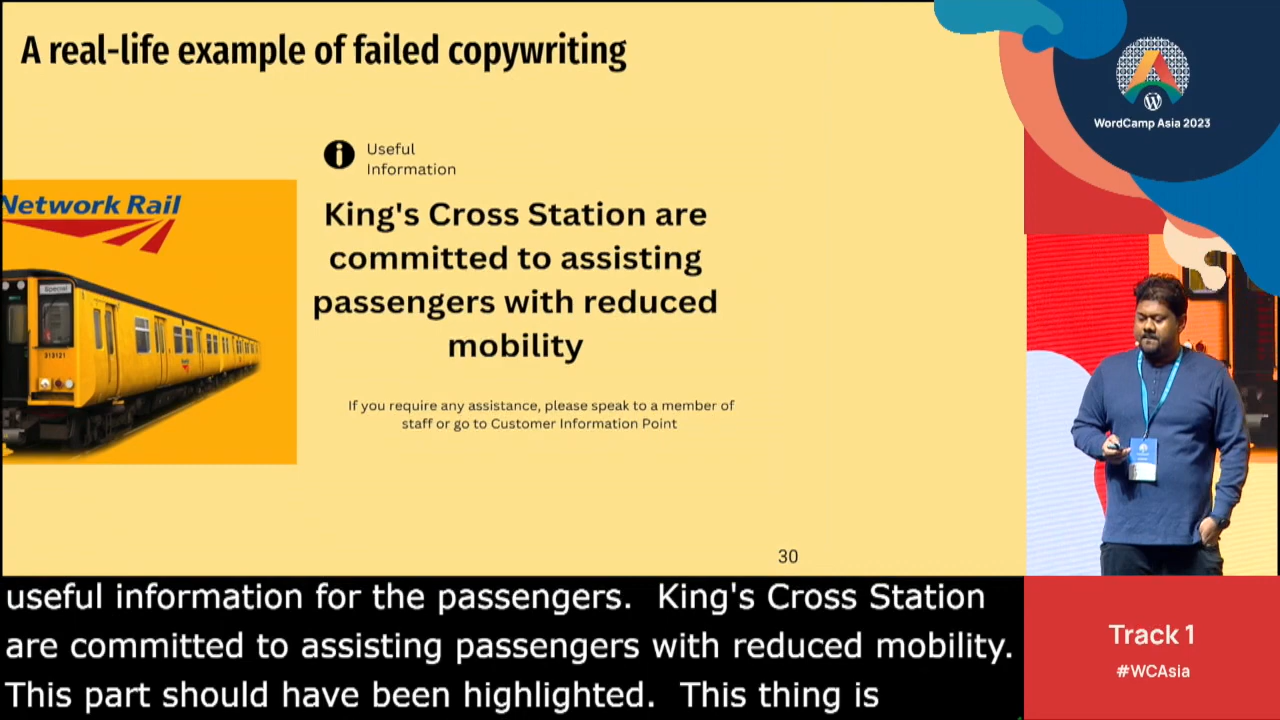 A real-life example of failed copywriting
Useful
Information
Network Rail
King's Cross Station are
committed to assisting
passengers with reduced
mobility
Special
313121
If you require any assistance, please speak to a member of
staff or go to Customer Information Point
30
WordCamp Asia 2023
useful information for the passengers. King's Cross Station
are committed to assisting passengers with reduced mobility.
This part should have been highlighted. This thing is
Track 1
#WCAsia